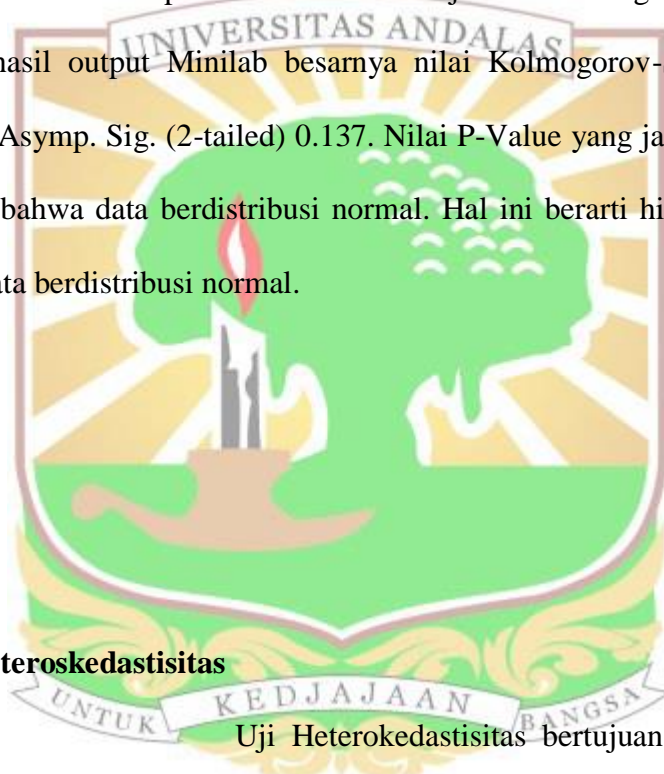 UNIVERSITAS ANDALAS
hasil output Minilab besarnya nilai Kolmogorov-
Asymp. Sig. (2-tailed) 0.137. Nilai P-Value yang ja
bahwa data berdistribusi normal. Hal ini berarti hi
ta berdistribusi normal.
teroskedastisitas
UNTUK KEDJAJAAN BANGSA
Uji Heterokedastisitas bertujuan